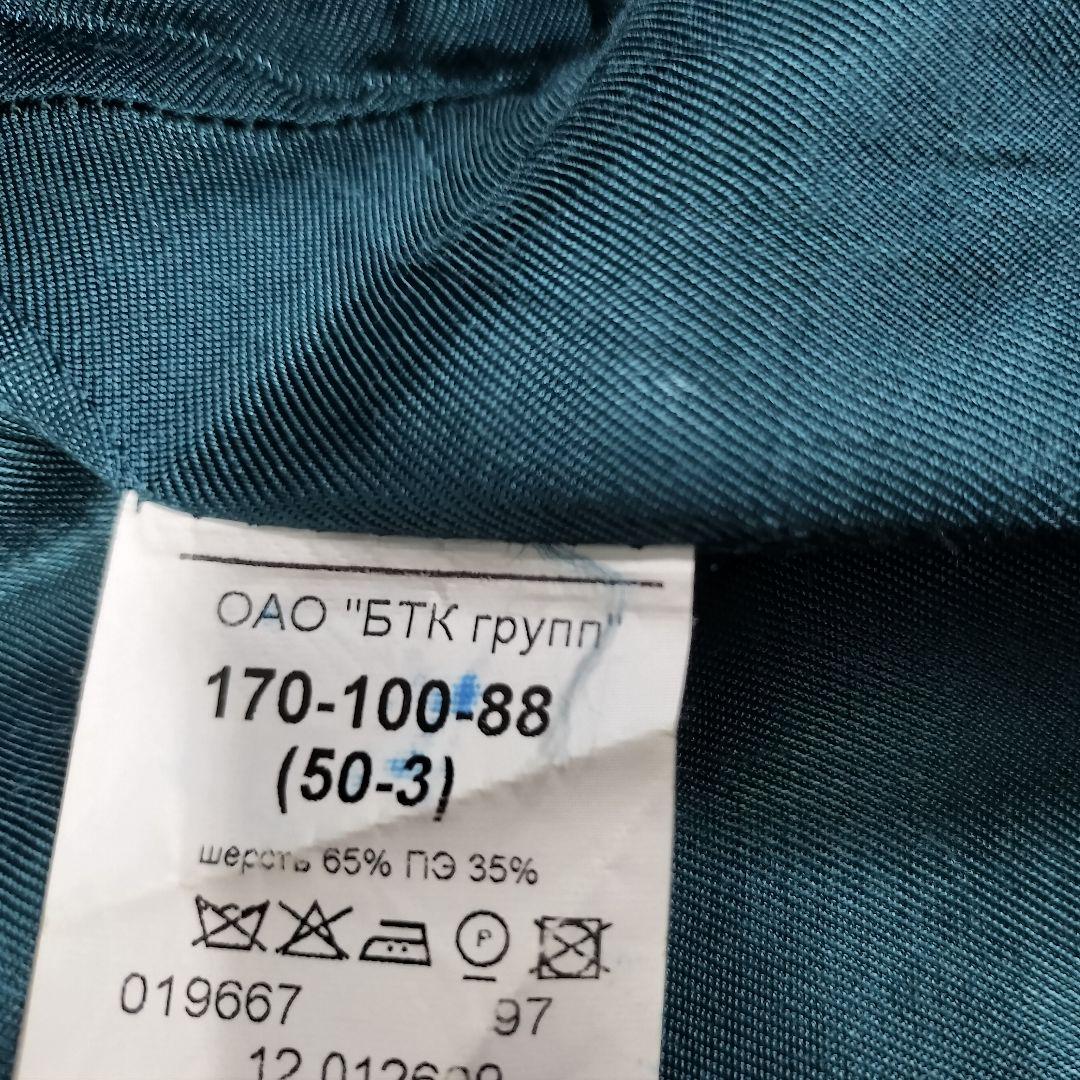 ОАО "БТК групп"
170-100-88
(50-3)
шерсть 65% ПЭ 35%
P
019667 97